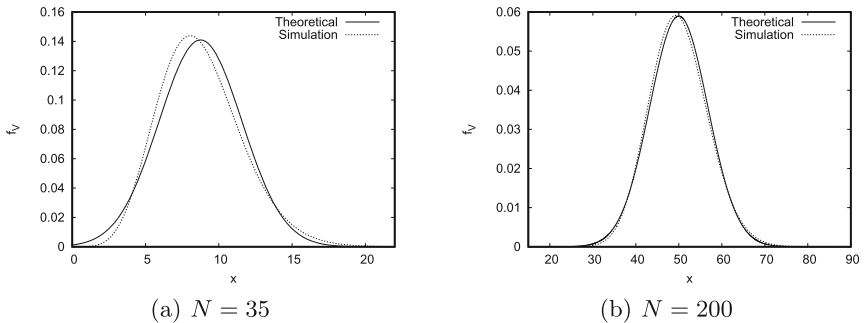 0.16
0.14
0.12
0.1
0.08
0.06
0.04
0.02
0
f_V
0 5 10 15 20
x
Theoretical
Simulation
(a) N = 35
0.06
0.05
0.04
0.03
0.02
0.01
0
f_V
20 30 40 50 60 70 80 90
x
Theoretical
Simulation
(b) N = 200